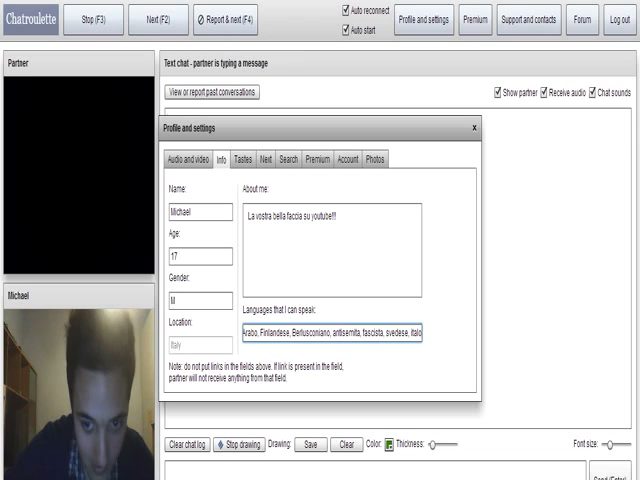 Chatroulette
Stop (F3)
Next (F2)
Report & next (F4)
Auto reconnect
Auto start
Profile and settings
Premium
Support and contacts
Forum
Log out
Partner
Text chat - partner is typing a message
View or report past conversations
Show partner
Receive audio
Chat sounds
Profile and settings
x
Audio and video
Info
Tastes
Next
Search
Premium
Account
Photos
Name:
Michael
Age:
17
Gender:
M
Location:
Italy
About me:
La vostra bella faccia su youtube!!!
Languages that I can speak:
Arabo, Finlandese, Berlusconiano, antisemita, fascista, svedese, italo
Note: do not put links in the fields above. If link is present in the field,
partner will not receive anything from that field.
Michael
Clear chat log
Stop drawing
Drawing:
Save
Clear
Color:
Thickness:
Font size:
Send (Enter)